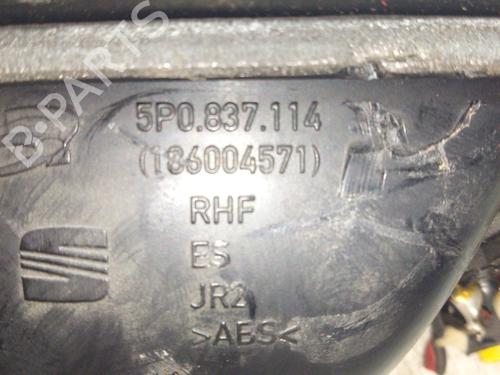 B-PARTS
5P0.837.114
(186004571)
RHF
ES
JR2
>ABS<